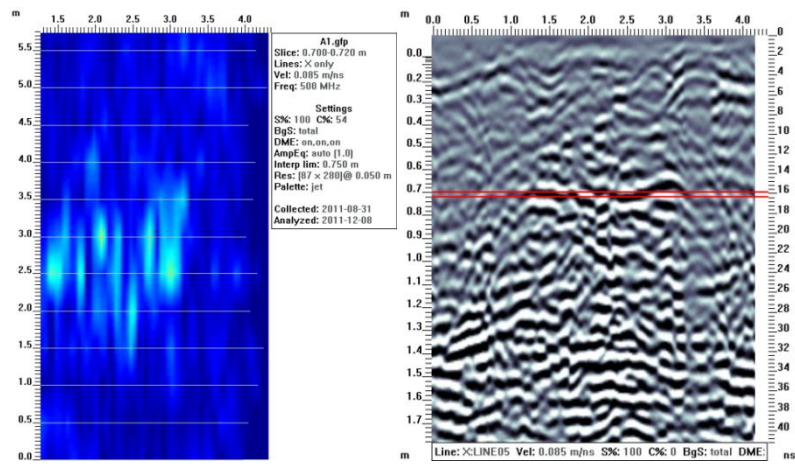 m
1.5 2.0 2.5 3.0 3.5 4.0
5.5
5.0
4.5
4.0
3.5
3.0
2.5
2.0
1.5
1.0
0.5
0.0
A1.gfp
Slice: 0.700-0.720 m
Lines: X only
Vel: 0.085 m/ns
Freq: 500 MHz
Settings
S%: 100 C%: 54
BgS: total
DME: on,on,on
AmpEq: auto (1.0)
Interp lim: 0.750 m
Res: (87 × 280)@ 0.050 m
Palette: jet
Collected: 2011-08-31
Analyzed: 2011-12-08
m 0.0 0.5 1.0 1.5 2.0 2.5 3.0 3.5 4.0 ns
0.0
0.1
0.2
0.3
0.4
0.5
0.6
0.7
0.8
0.9
1.0
1.1
1.2
1.3
1.4
1.5
1.6
1.7
0
2
4
6
8
10
12
14
16
18
20
22
24
26
28
30
32
34
36
38
40
m Line: X:LINE05 Vel: 0.085 m/ns S%: 100 C%: 0 BgS: total DME: ns